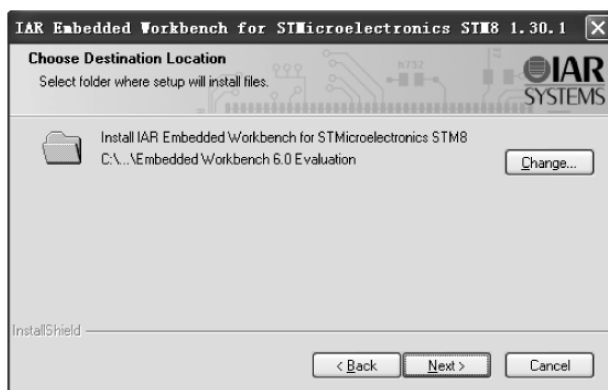 IAR Embedded Workbench for STMicroelectronics STM8 1.30.1
Choose Destination Location
Select folder where setup will install files.
N752
IAR
SYSTEMS
Install IAR Embedded Workbench for STMicroelectronics STM8
C:\...\Embedded Workbench 6.0 Evaluation
Change...
InstallShield
< Back
Next >
Cancel